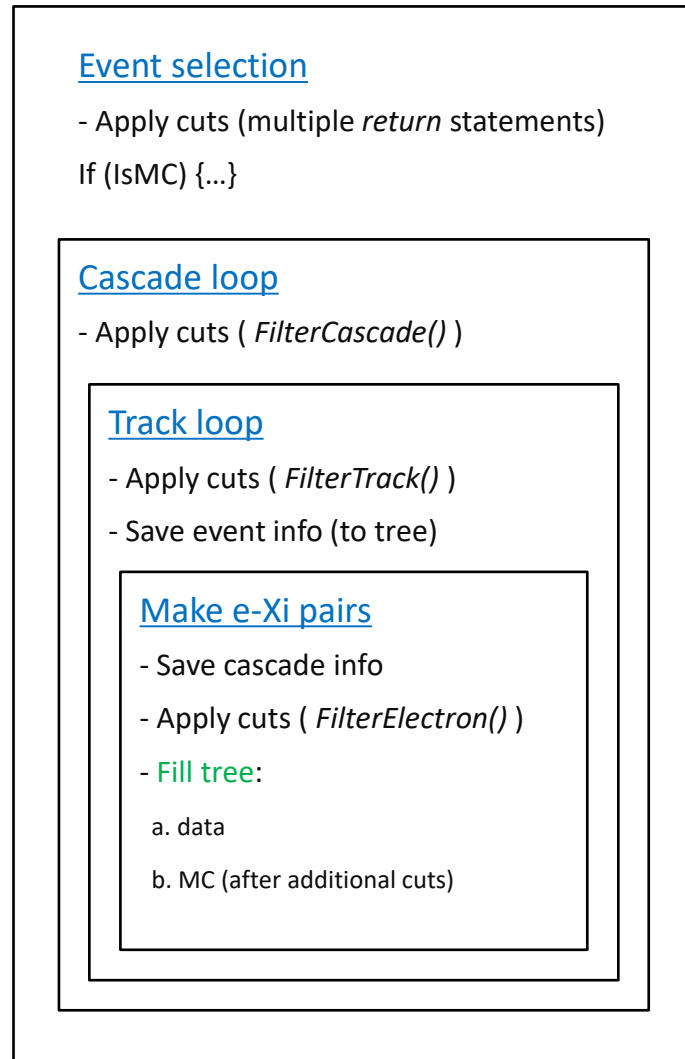 Event selection
- Apply cuts (multiple return statements)
If (IsMC) {…}
Cascade loop
- Apply cuts ( FilterCascade() )
Track loop
- Apply cuts ( FilterTrack() )
- Save event info (to tree)
Make e-Xi pairs
- Save cascade info
- Apply cuts ( FilterElectron() )
- Fill tree:
a. data
b. MC (after additional cuts)